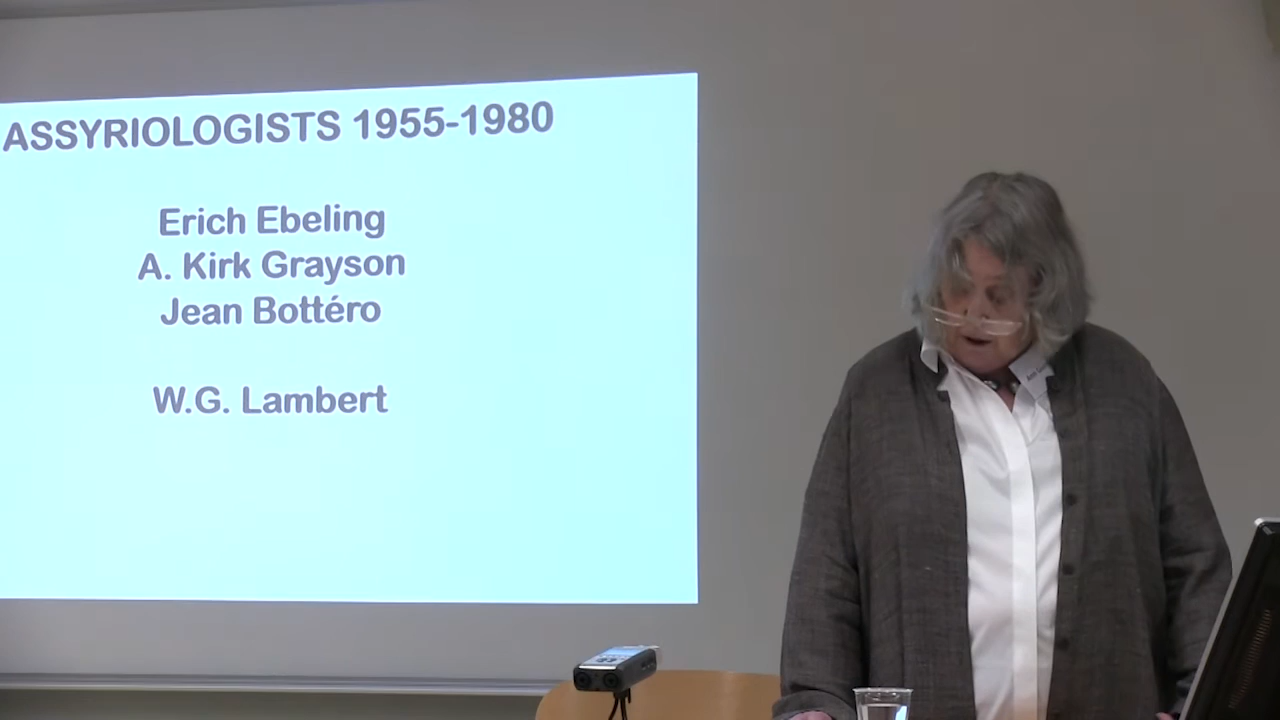 ASSYRIOLOGISTS 1955-1980
Erich Ebeling
A. Kirk Grayson
Jean Bottéro
W.G. Lambert